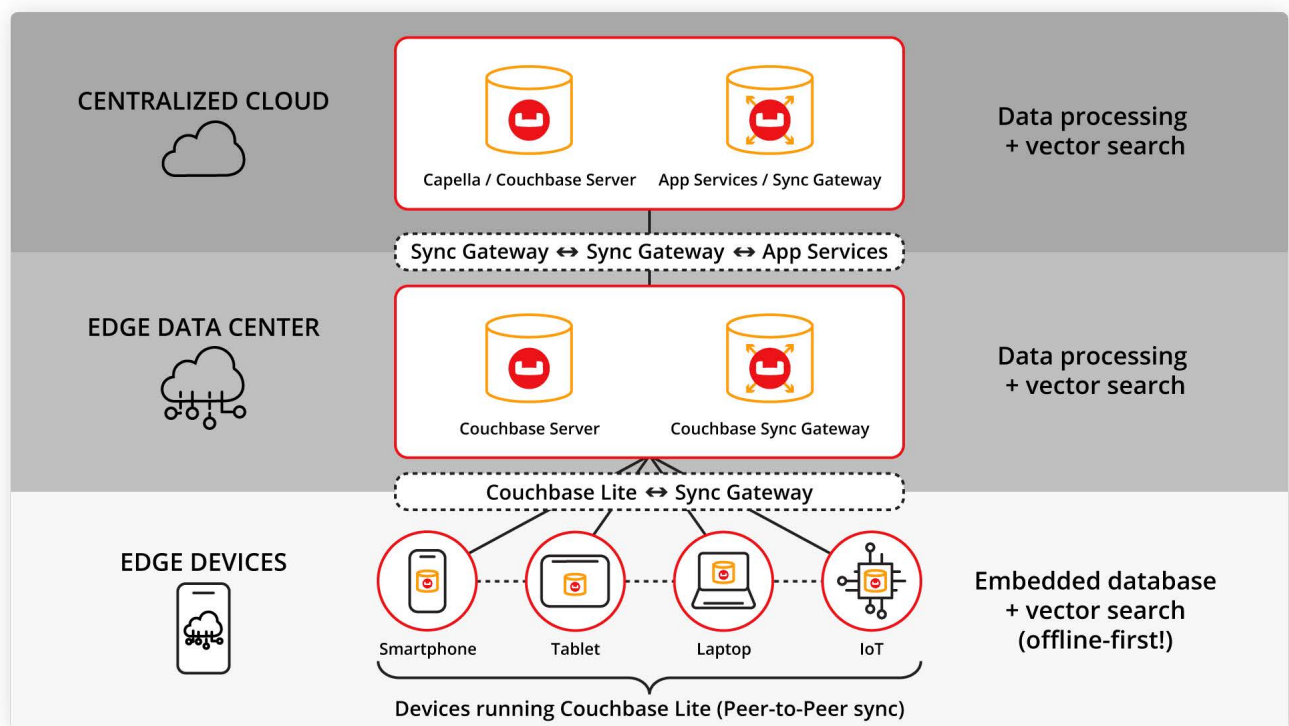 CENTRALIZED CLOUD
Capella / Couchbase Server
App Services / Sync Gateway
Data processing
+ vector search
Sync Gateway ↔ Sync Gateway ↔ App Services
EDGE DATA CENTER
Couchbase Server
Couchbase Sync Gateway
Data processing
+ vector search
Couchbase Lite ↔ Sync Gateway
EDGE DEVICES
Smartphone
Tablet
Laptop
IoT
Embedded database
+ vector search
(offline-first!)
Devices running Couchbase Lite (Peer-to-Peer sync)